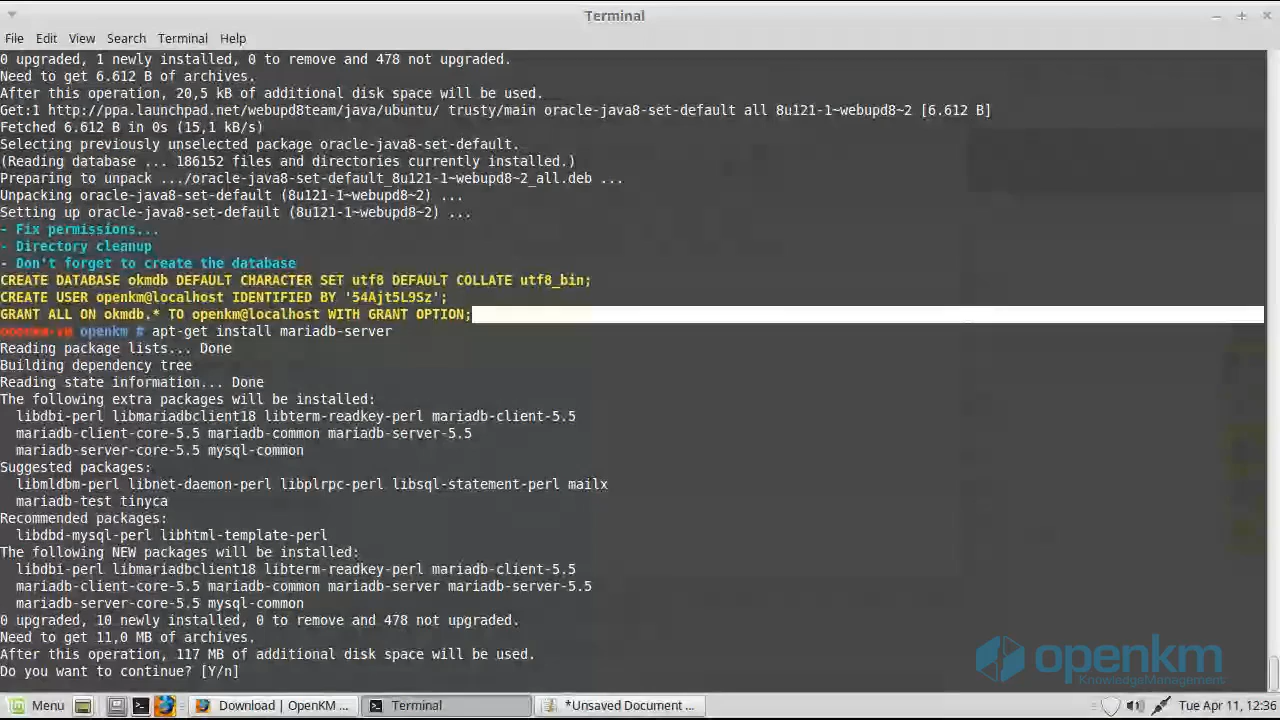 Terminal
File Edit View Search Terminal Help
0 upgraded, 1 newly installed, 0 to remove and 478 not upgraded.
Need to get 6.612 B of archives.
After this operation, 20,5 kB of additional disk space will be used.
Get:1 http://ppa.launchpad.net/webupd8team/java/ubuntu/ trusty/main oracle-java8-set-default all 8u121-1~webupd8~2 [6.612 B]
Fetched 6.612 B in 0s (15,1 kB/s)
Selecting previously unselected package oracle-java8-set-default.
(Reading database ... 186152 files and directories currently installed.)
Preparing to unpack .../oracle-java8-set-default_8u121-1~webupd8~2_all.deb ...
Unpacking oracle-java8-set-default (8u121-1~webupd8~2) ...
Setting up oracle-java8-set-default (8u121-1~webupd8~2) ...
- Fix permissions...
- Directory cleanup
- Don't forget to create the database
CREATE DATABASE okmdb DEFAULT CHARACTER SET utf8 DEFAULT COLLATE utf8_bin;
CREATE USER openkm@localhost IDENTIFIED BY '54Ajt5L9Sz';
GRANT ALL ON okmdb.* TO openkm@localhost WITH GRANT OPTION;
openkm # apt-get install mariadb-server
Reading package lists... Done
Building dependency tree
Reading state information... Done
The following extra packages will be installed:
libdbi-perl libmariadbclient18 libterm-readkey-perl mariadb-client-5.5
mariadb-client-core-5.5 mariadb-common mariadb-server-5.5
mariadb-server-core-5.5 mysql-common
Suggested packages:
libmldbm-perl libnet-daemon-perl libplrpc-perl libsql-statement-perl mailx
mariadb-test tinyca
Recommended packages:
libdbd-mysql-perl libhtml-template-perl
The following NEW packages will be installed:
libdbi-perl libmariadbclient18 libterm-readkey-perl mariadb-client-5.5
mariadb-client-core-5.5 mariadb-common mariadb-server mariadb-server-5.5
mariadb-server-core-5.5 mysql-common
0 upgraded, 10 newly installed, 0 to remove and 478 not upgraded.
Need to get 11,0 MB of archives.
After this operation, 117 MB of additional disk space will be used.
Do you want to continue? [Y/n]
openkm
KnowledgeManagement
Menu Download | OpenKM ... Terminal *Unsaved Document ... Tue Apr 11, 12:36